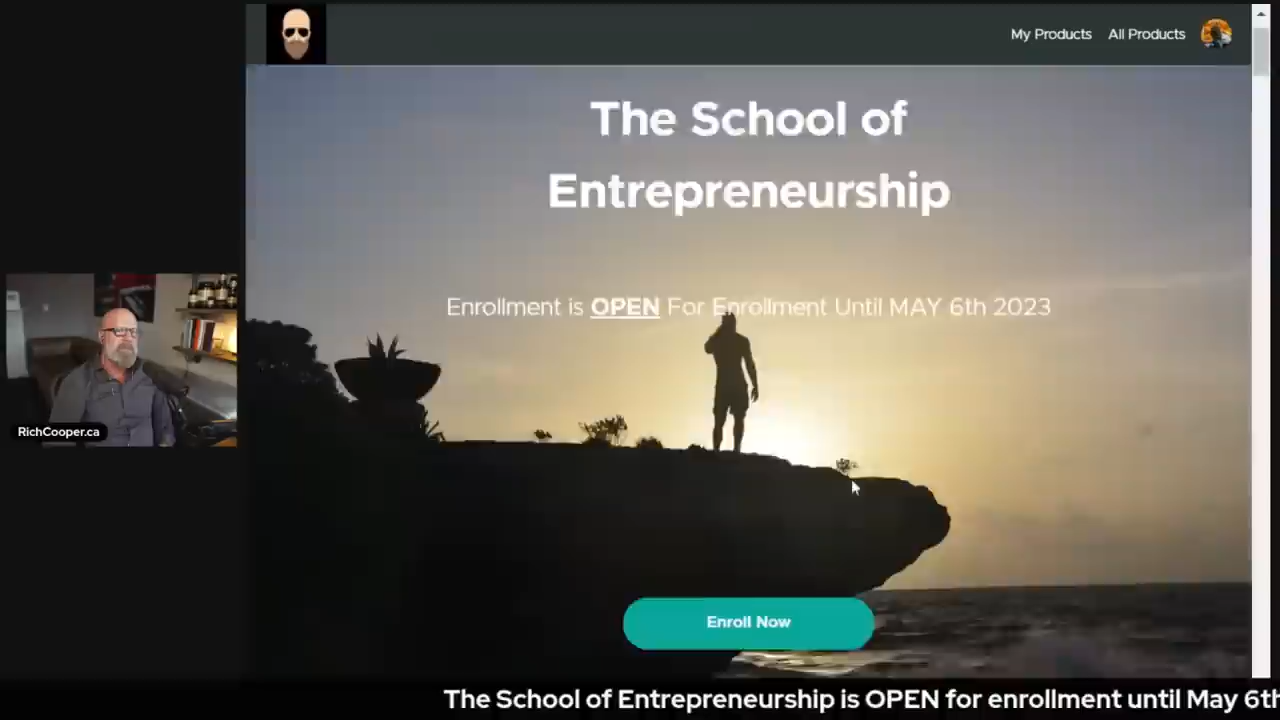 My Products All Products
The School of
Entrepreneurship
Enrollment is OPEN For Enrollment Until MAY 6th 2023
RichCooper.ca
Enroll Now
The School of Entrepreneurship is OPEN for enrollment until May 6th